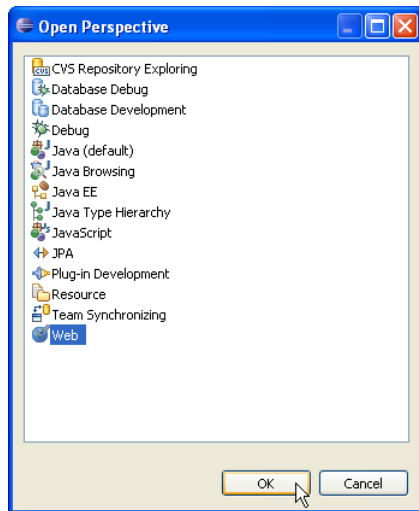 Open Perspective
CVS CVS Repository Exploring
Database Debug
Database Development
Debug
Java (default)
Java Browsing
Java EE
Java Type Hierarchy
JavaScript
JPA
Plug-in Development
Resource
Team Synchronizing
Web
OK Cancel